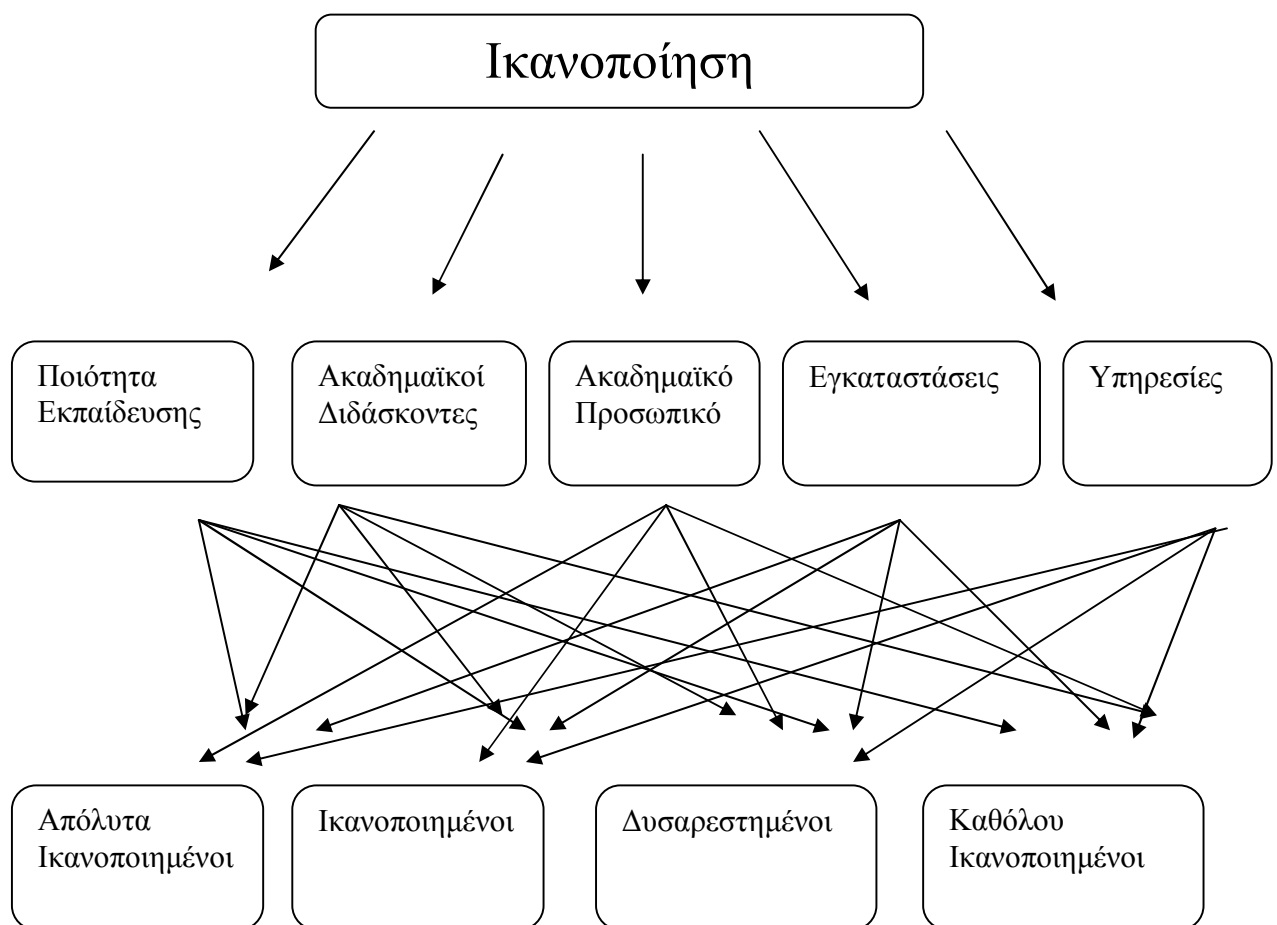 Ικανοποίηση
Ποιότητα
Εκπαίδευσης
Ακαδημαϊκοί
Διδάσκοντες
Ακαδημαϊκό
Προσωπικό
Εγκαταστάσεις
Υπηρεσίες
Απόλυτα
Ικανοποιημένοι
Ικανοποιημένοι
Δυσαρεστημένοι
Καθόλου
Ικανοποιημένοι